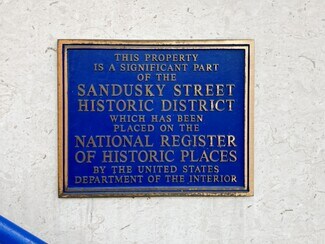 THIS PROPERTY
IS A SIGNIFICANT PART
OF THE
SANDUSKY STREET
HISTORIC DISTRICT
WHICH HAS BEEN
PLACED ON THE
NATIONAL REGISTER
OF HISTORIC PLACES
BY THE UNITED STATES
DEPARTMENT OF THE INTERIOR